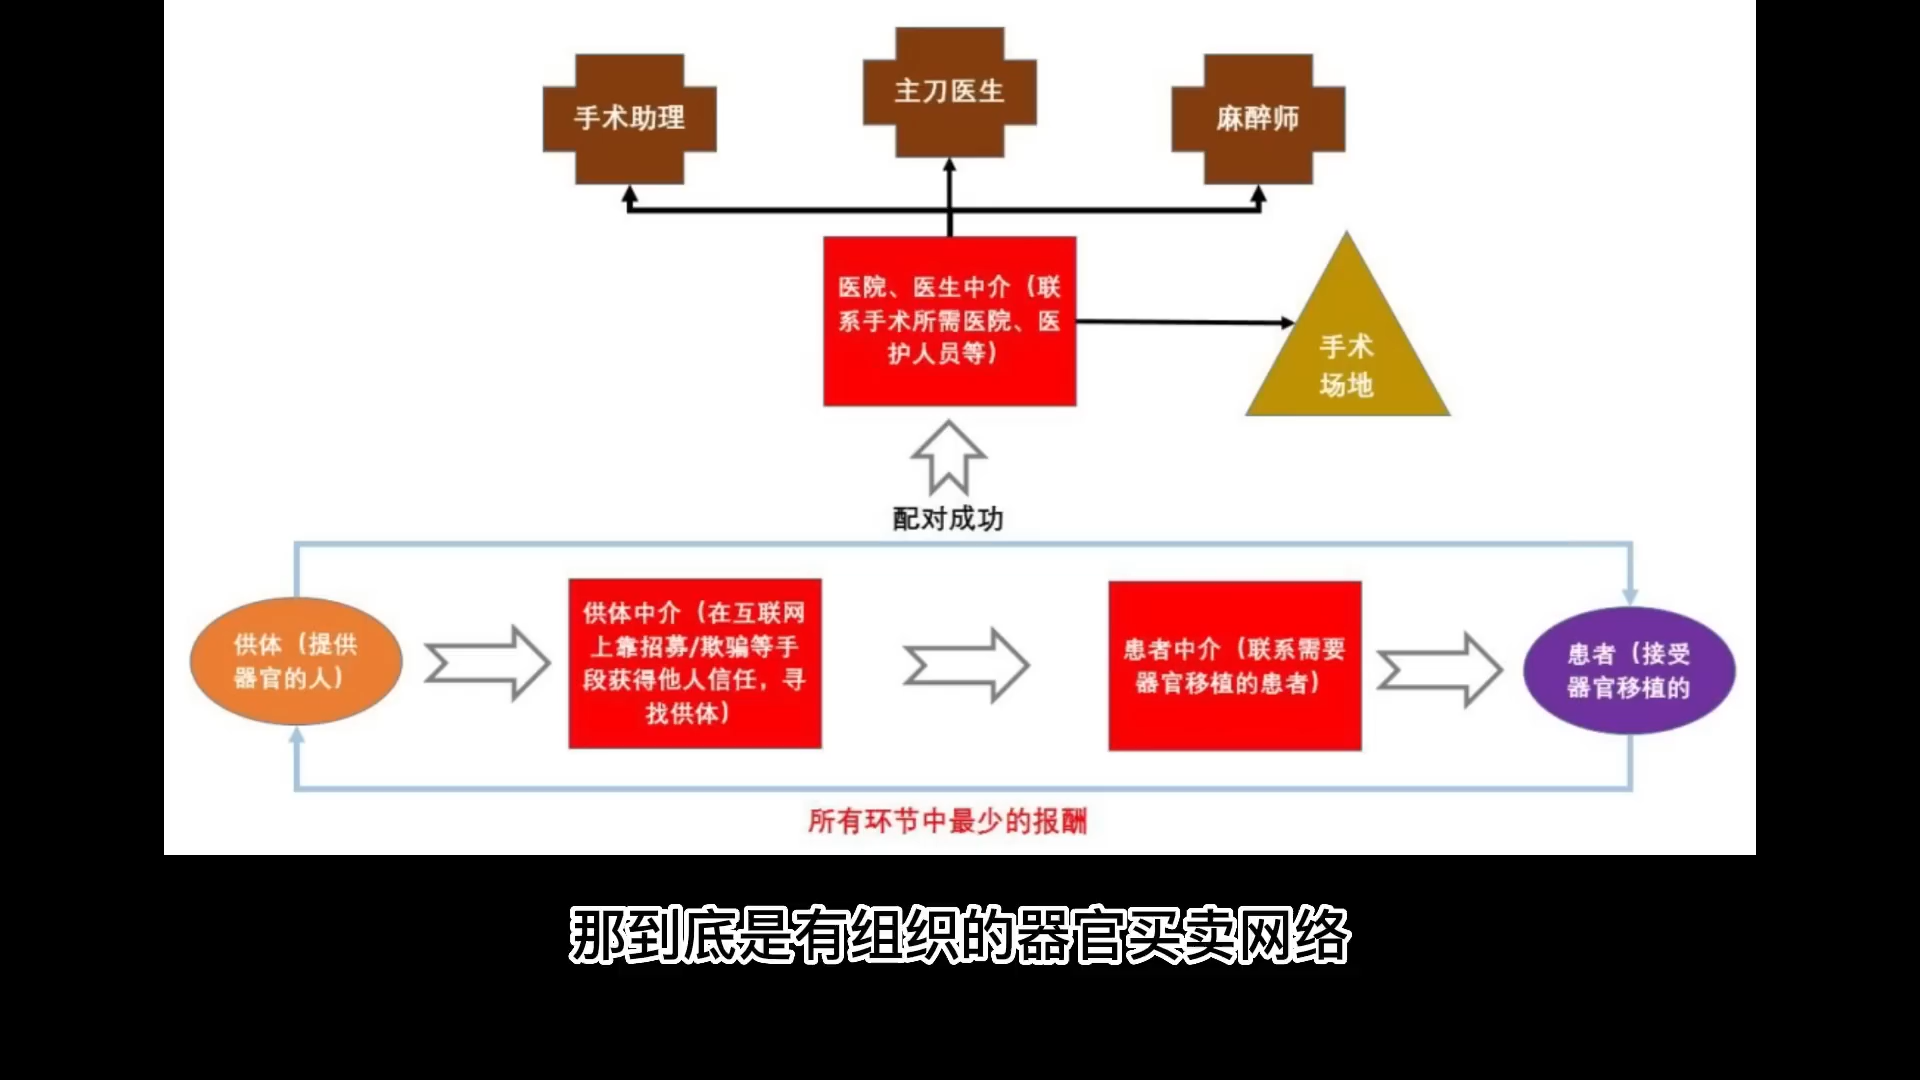 主刀医生
手术助理
麻醉师
医院、医生中介（联
系手术所需医院、医
护人员等）
手术
场地
配对成功
供体（提供
器官的人）
供体中介（在互联网
上靠招募/欺骗等手
段获得他人信任，寻
找供体）
患者中介（联系需要
器官移植的患者）
患者（接受
器官移植的
所有环节中最少的报酬
那到底是有组织的器官买卖网络